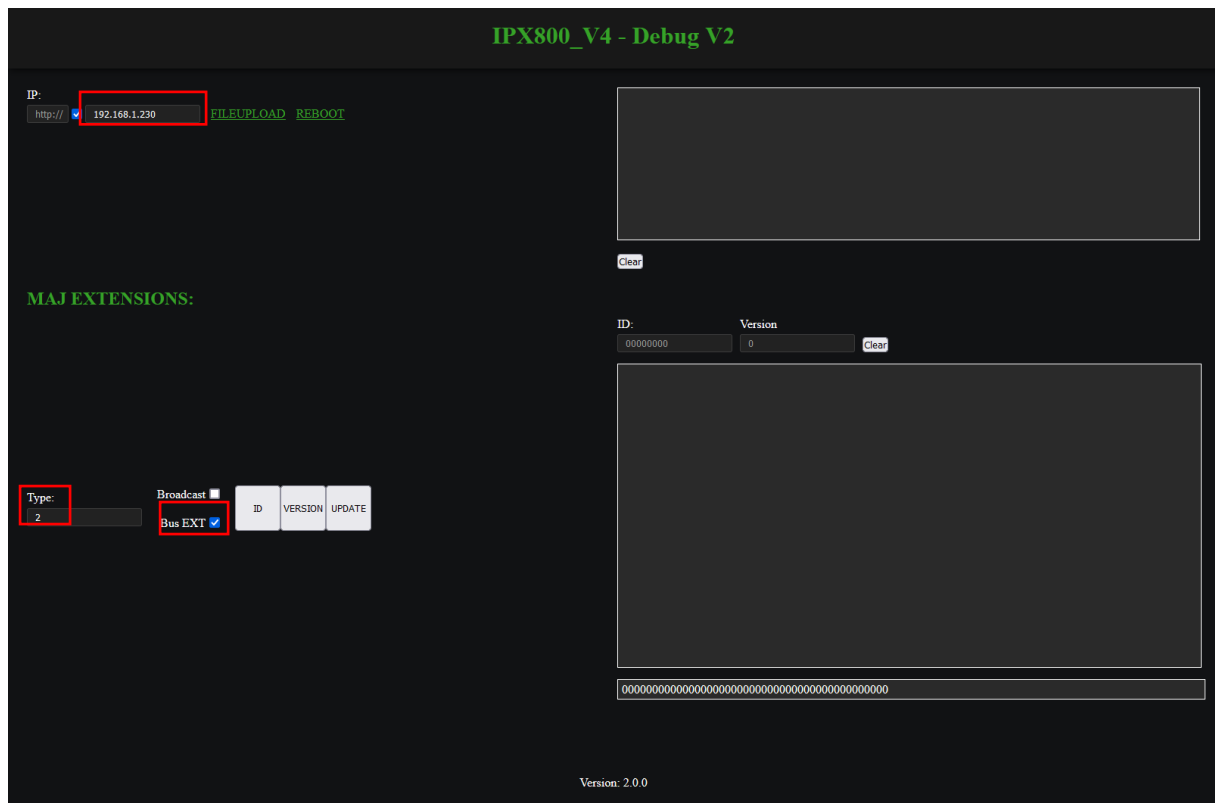 IPX800_V4 - Debug V2
IP:
http:// 192.168.1.230 FILEUPLOAD REBOOT
Clear
MAJ EXTENSIONS:
ID: Version
00000000 0 Clear
Type: Broadcast
2 Bus EXT ID VERSION UPDATE
00000000000000000000000000000000000000000000
Version: 2.0.0